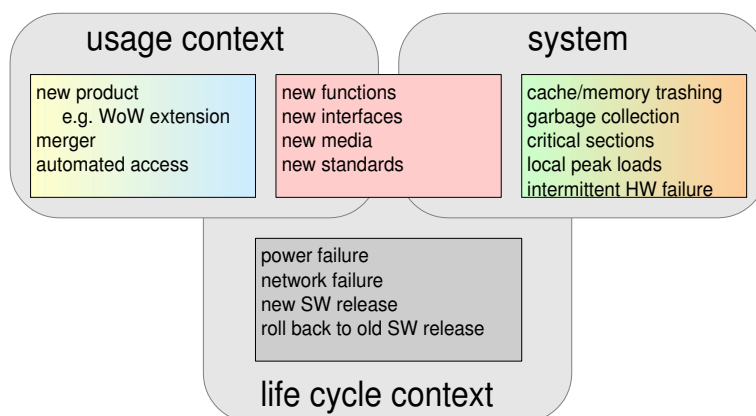 usage context
system
new product
e.g. WoW extension
merger
automated access
new functions
new interfaces
new media
new standards
cache/memory trashing
garbage collection
critical sections
local peak loads
intermittent HW failure
power failure
network failure
new SW release
roll back to old SW release
life cycle context